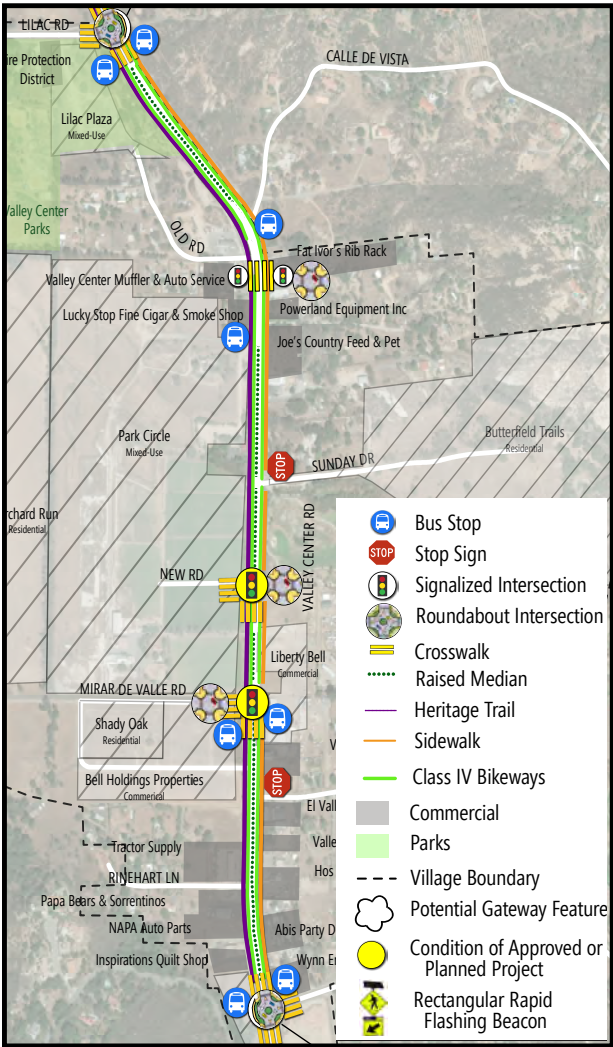 LILAC RD
ire Protection
District
CALLE DE VISTA
Lilac Plaza
Mixed-Use
Valley Center
Parks
OLD RD
Fat Ivor's Rib Rack
Valley Center Muffler & Auto Service
Powerland Equipment Inc
Lucky Stop Fine Cigar & Smoke Shop
Joe's Country Feed & Pet
Park Circle
Mixed-Use
Butterfield Trails
Residential
STOP
SUNDAY DR
rchard Run
Residential
VALLEY CENTER RD
NEW RD
Liberty Bell
Commercial
MIRAR DE VALLE RD
Shady Oak
Residential
Bell Holdings Properties
Commerical
STOP
El Vall
Tractor Supply
Valle
RINEHART LN
Hos
Papa Bears & Sorrentinos
NAPA Auto Parts
Abis Party D
Inspirations Quilt Shop
Wynn En
Bus Stop
STOP
Stop Sign
Signalized Intersection
Roundabout Intersection
Crosswalk
Raised Median
Heritage Trail
Sidewalk
Class IV Bikeways
Commercial
Parks
Village Boundary
Potential Gateway Feature
Condition of Approved or
Planned Project
Rectangular Rapid
Flashing Beacon